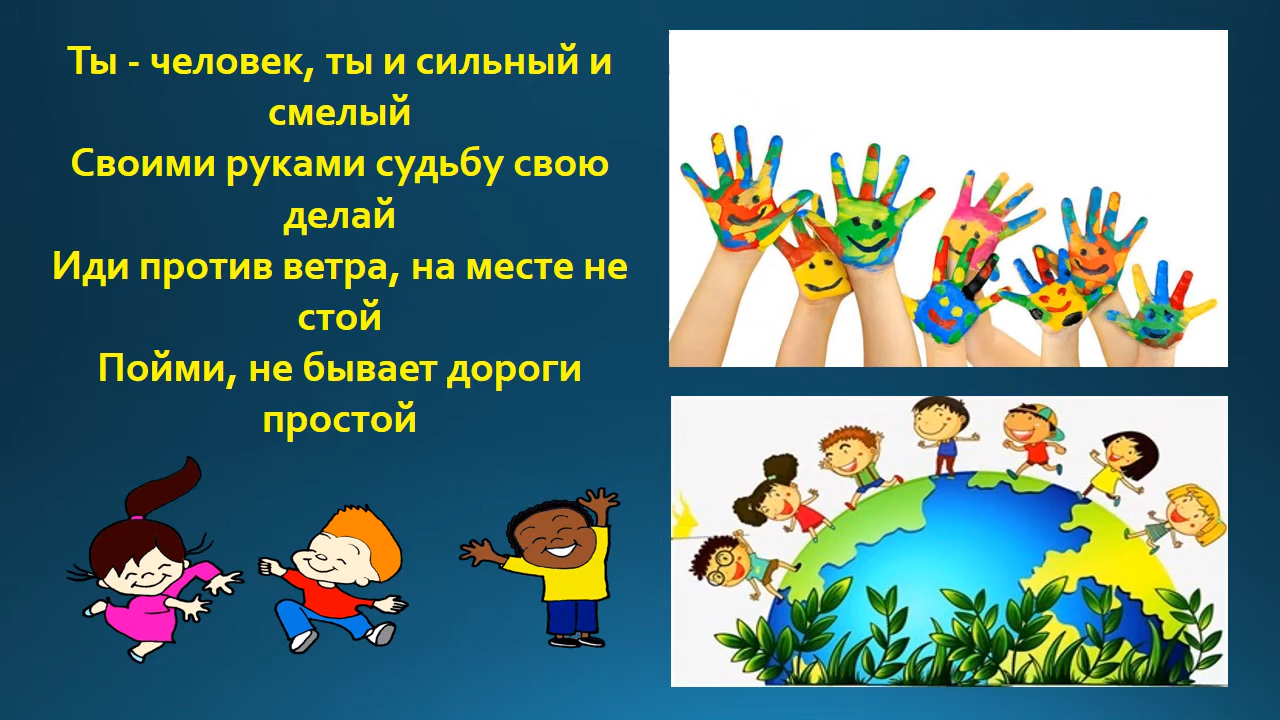 Ты - человек, ты и сильный и
смелый
Своими руками судьбу свою
делай
Иди против ветра, на месте не
стой
Пойми, не бывает дороги
простой